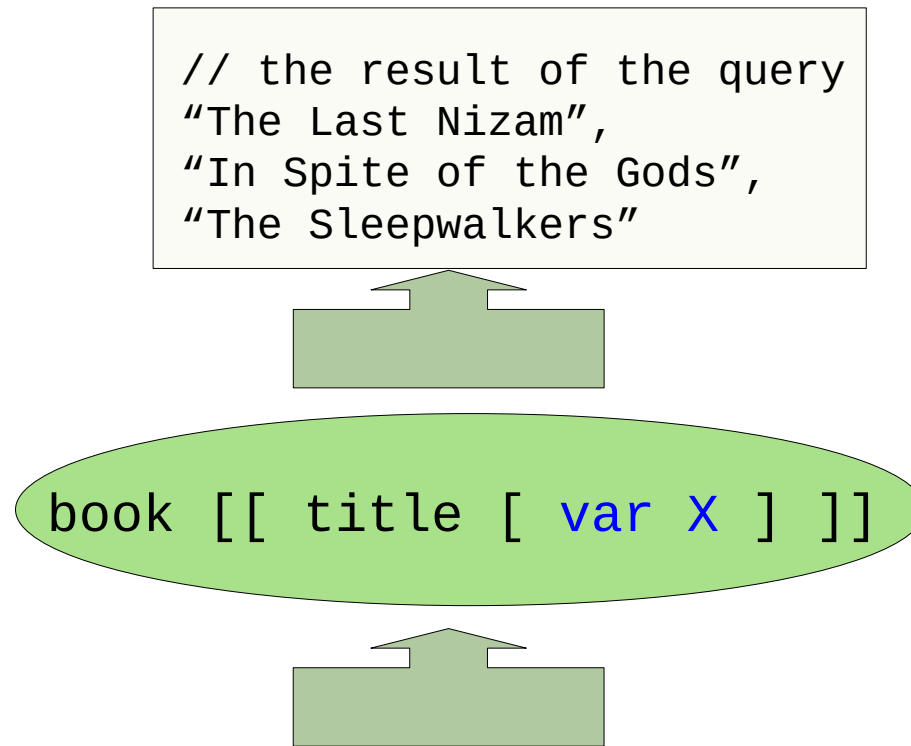 // the result of the query
“The Last Nizam”,
“In Spite of the Gods”,
“The Sleepwalkers”
book [[ title [ var X ] ]]